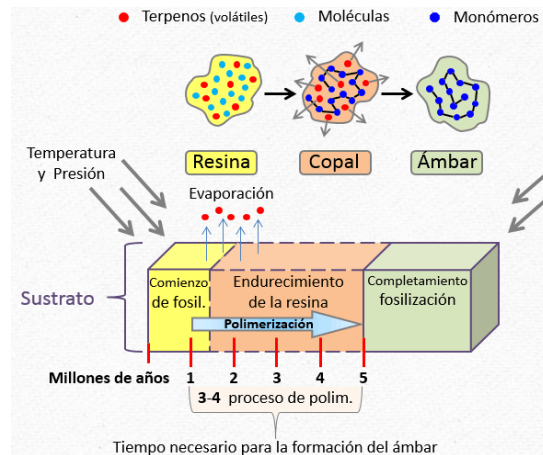 Terpenos (volátiles)
Moléculas
Monómeros
Resina
Copal
Ámbar
Temperatura
y Presión
Evaporación
Sustrato
Comienzo
de fosil.
Endurecimiento
de la resina
Completamiento
fosilización
Polimerización
Millones de años
1 2 3 4 5
3-4 proceso de polim.
Tiempo necesario para la formación del ámbar